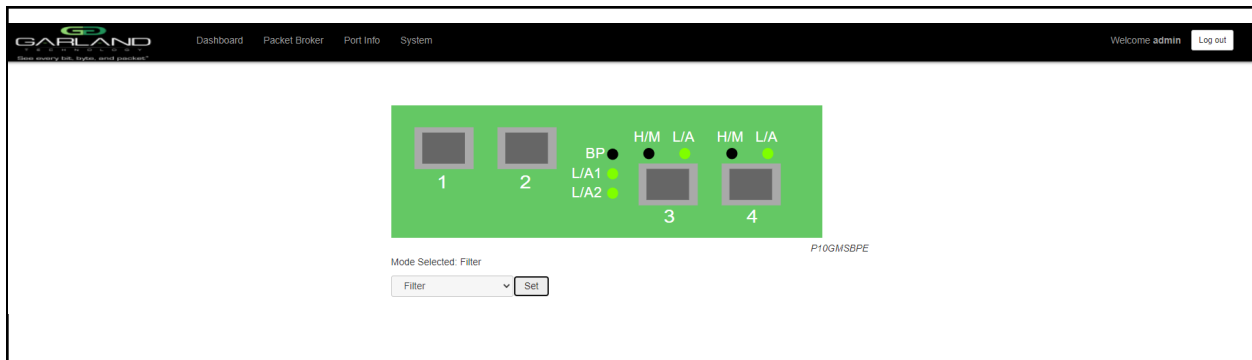 GARLAND
TECHNOLOGY
See every bit, byte, and packet®
Dashboard Packet Broker Port Info System
Welcome admin Log out
H/M L/A H/M L/A
BP
L/A1
L/A2
1 2
3 4
P10GMSBPE
Mode Selected: Filter
Filter Set